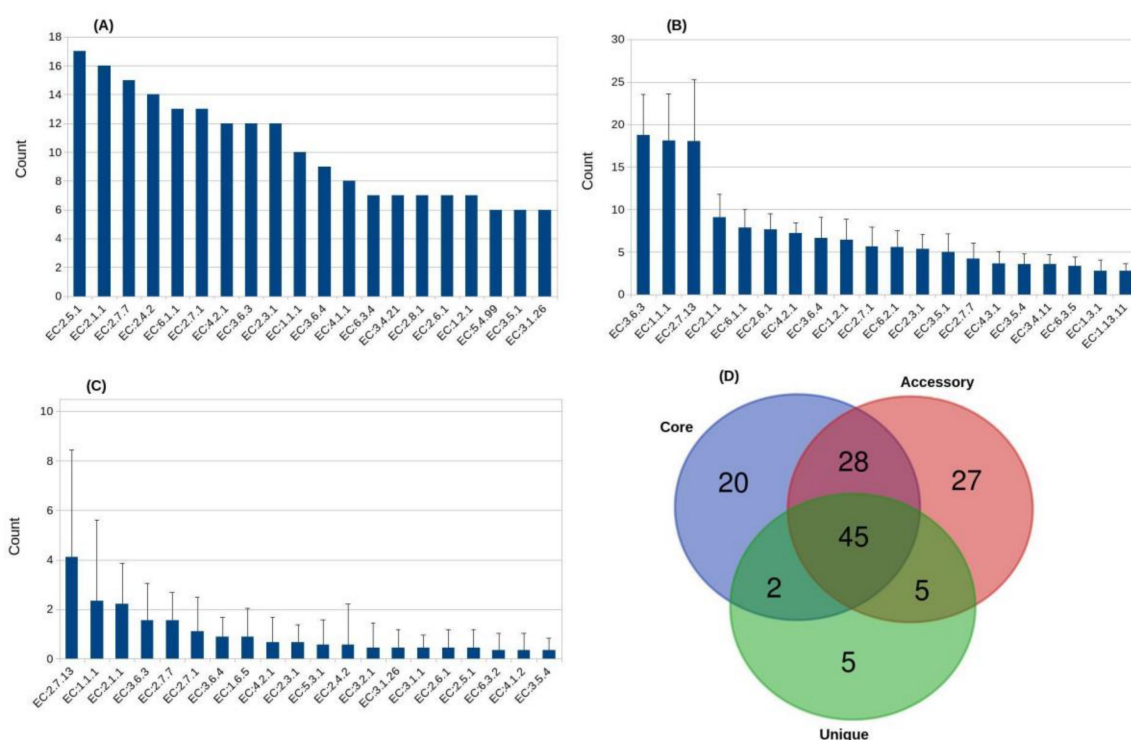 (A)
18
16
14
12
10
8
6
4
2
0
Count
EC:2.5.1
EC:2.1.1
EC:2.7.7
EC:2.4.2
EC:6.1.1
EC:2.7.1
EC:4.2.1
EC:3.6.3
EC:2.3.1
EC:1.1.1
EC:3.6.4
EC:4.1.1
EC:6.3.4
EC:3.4.21
EC:2.8.1
EC:2.6.1
EC:1.2.1
EC:5.4.99
EC:3.5.1
EC:3.1.26
(B)
30
25
20
15
10
5
0
Count
EC:3.6.3
EC:1.1.1
EC:2.7.13
EC:2.1.1
EC:6.1.1
EC:2.6.1
EC:4.2.1
EC:3.6.4
EC:1.2.1
EC:2.7.1
EC:6.2.1
EC:2.3.1
EC:3.5.1
EC:2.7.7
EC:4.3.1
EC:3.5.4
EC:3.4.11
EC:6.3.5
EC:1.3.1
EC:1.13.11
(C)
10
8
6
4
2
0
Count
EC:2.7.13
EC:1.1.1
EC:2.1.1
EC:3.6.3
EC:2.7.7
EC:2.7.1
EC:3.6.4
EC:1.6.5
EC:4.2.1
EC:2.3.1
EC:5.3.1
EC:2.4.2
EC:3.2.1
EC:3.1.26
EC:3.1.1
EC:2.6.1
EC:2.5.1
EC:6.3.2
EC:4.1.2
EC:3.5.4
(D)
Accessory
Core
20
28
27
45
2
5
5
Unique